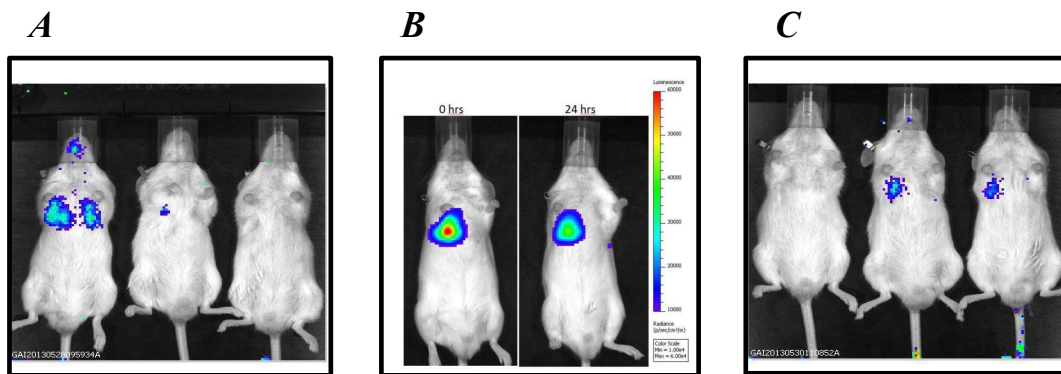 A
B
C
0 hrs
24 hrs
Luminescence
60000
50000
40000
30000
20000
10000
Radiance
(p/sec/cm²/sr)
Color Scale
Min = 1.00e4
Max = 6.00e4
GAI20130528095934A
GAI20130530110852A